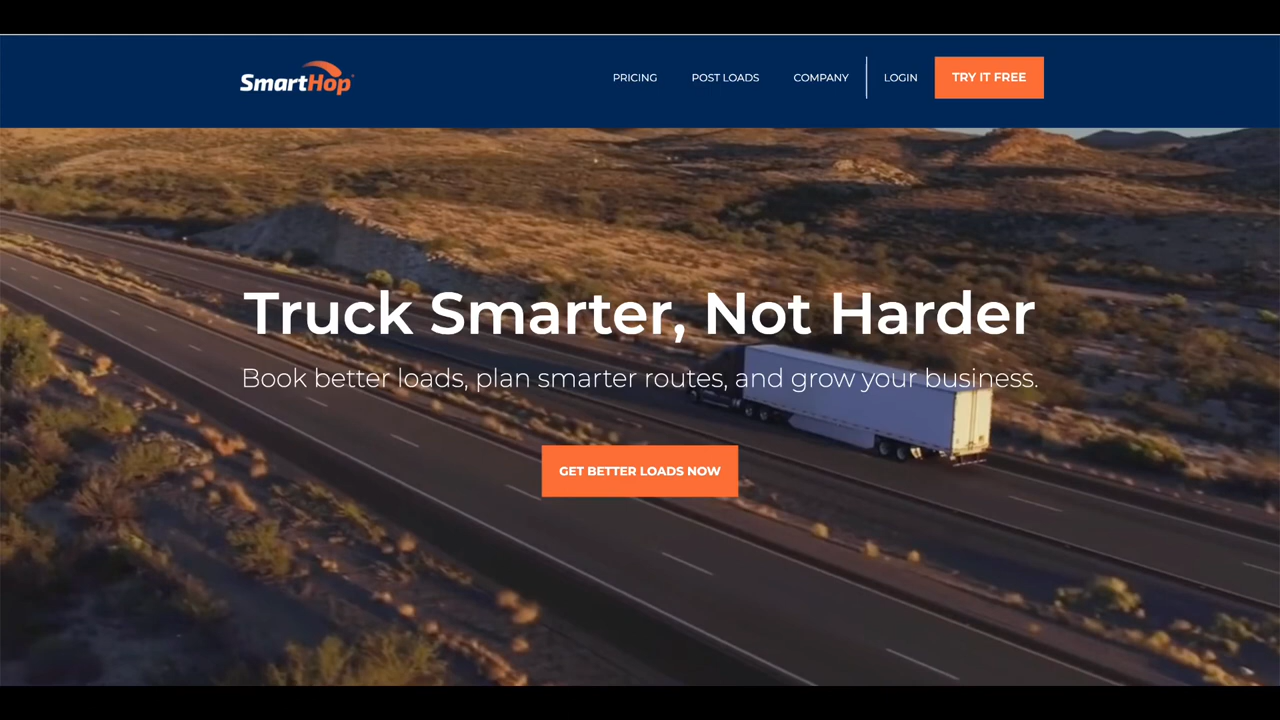 SmartHop
PRICING
POST LOADS
COMPANY
LOGIN
TRY IT FREE
Truck Smarter, Not Harder
Book better loads, plan smarter routes, and grow your business.
GET BETTER LOADS NOW